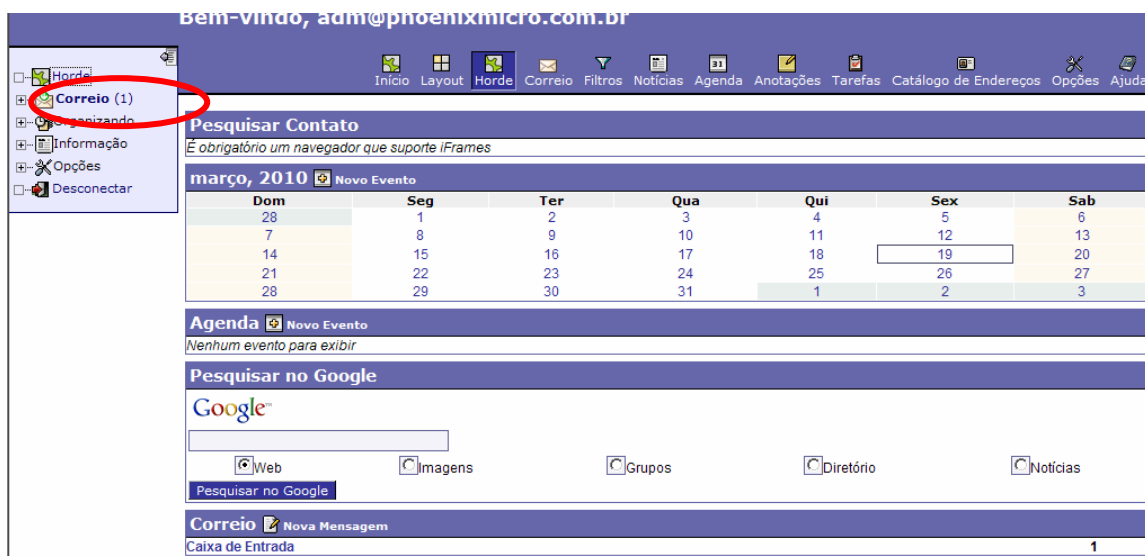 Bem-vindo, adm@phoenixmicro.com.br
Início Layout Horde Correio Filtros Notícias Agenda Anotações Tarefas Catálogo de Endereços Opções Ajuda
Horde
Correio (1)
Organizando
Informação
Opções
Desconectar
Pesquisar Contato
É obrigatório um navegador que suporte iFrames
março, 2010 Novo Evento
Dom Seg Ter Qua Qui Sex Sab
28 1 2 3 4 5 6
7 8 9 10 11 12 13
14 15 16 17 18 19 20
21 22 23 24 25 26 27
28 29 30 31 1 2 3
Agenda Novo Evento
Nenhum evento para exibir
Pesquisar no Google
Google™
Web Imagens Grupos Diretório Notícias
Pesquisar no Google
Correio Nova Mensagem
Caixa de Entrada 1